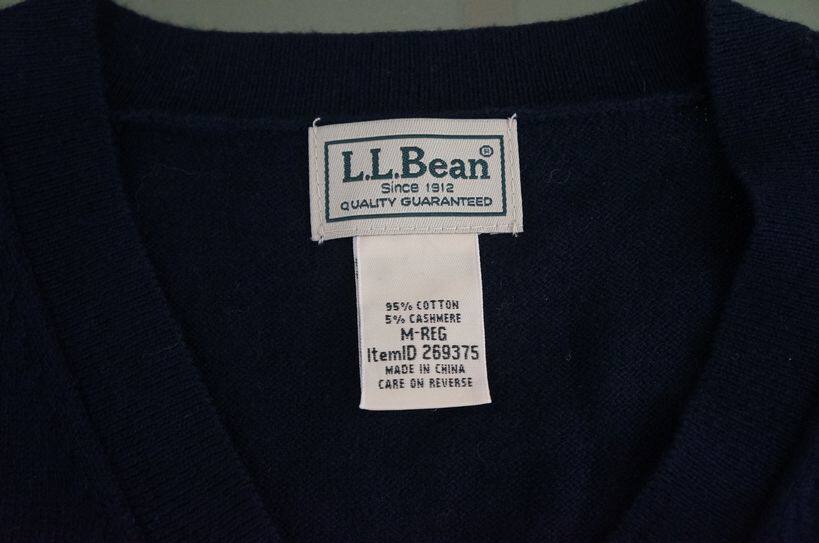 L.L.Bean®
Since 1912
QUALITY GUARANTEED
95% COTTON
5% CASHMERE
M-REG
ItemID 269375
MADE IN CHINA
CARE ON REVERSE